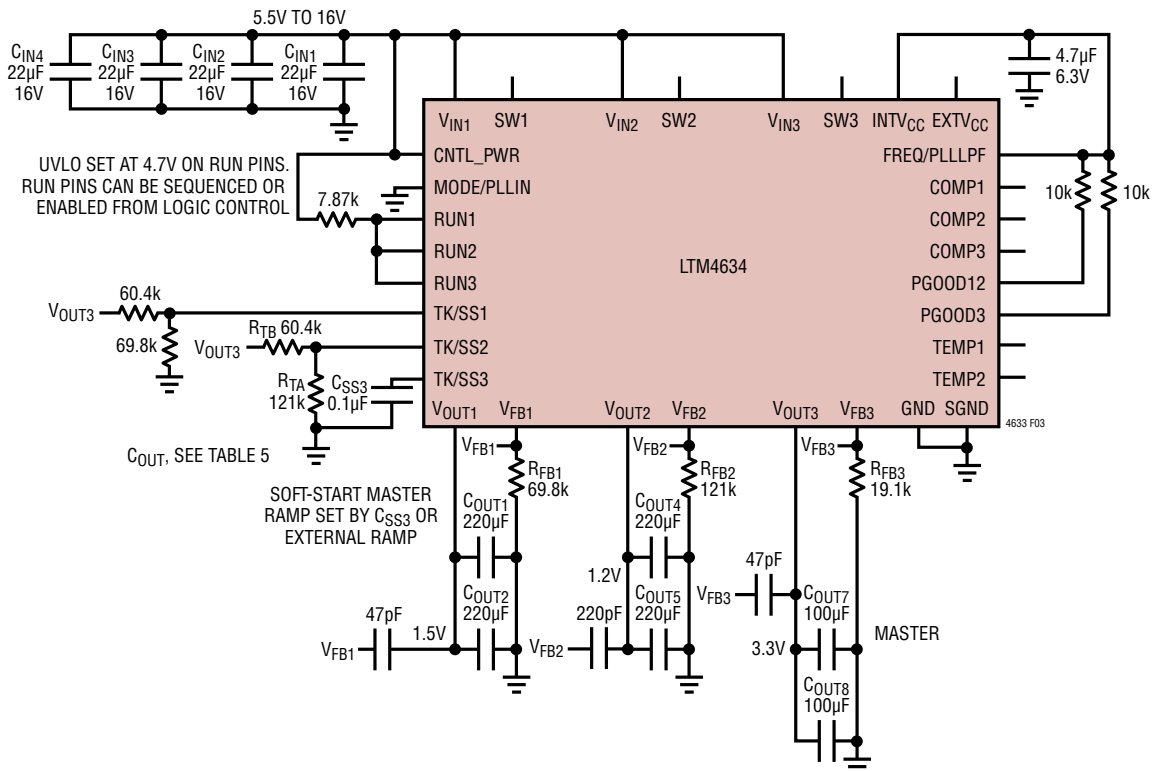 5.5V TO 16V
CIN4
22µF
16V
CIN3
22µF
16V
CIN2
22µF
16V
CIN1
22µF
16V
4.7µF
6.3V
VIN1
SW1
VIN2
SW2
VIN3
SW3
INTVCC
EXTVCC
UVLO SET AT 4.7V ON RUN PINS.
RUN PINS CAN BE SEQUENCED OR
ENABLED FROM LOGIC CONTROL
7.87k
CNTL_PWR
MODE/PLLIN
RUN1
RUN2
RUN3
TK/SS1
TK/SS2
TK/SS3
LTM4634
FREQ/PLLLPF
COMP1
COMP2
COMP3
PGOOD12
PGOOD3
TEMP1
TEMP2
10k
10k
VOUT3
60.4k
69.8k
VOUT3
RTB 60.4k
RTA
121k
CSS3
0.1µF
VOUT1
VFB1
VOUT2
VFB2
VOUT3
VFB3
GND
SGND
4633 F03
COUT, SEE TABLE 5
SOFT-START MASTER
RAMP SET BY CSS3 OR
EXTERNAL RAMP
VFB1
RFB1
69.8k
COUT1
220µF
COUT2
220µF
47pF
1.5V
VFB1
VFB2
RFB2
121k
COUT4
220µF
1.2V
COUT5
220µF
220pF
VFB2
VFB3
RFB3
19.1k
47pF
VFB3
COUT7
100µF
3.3V
MASTER
COUT8
100µF